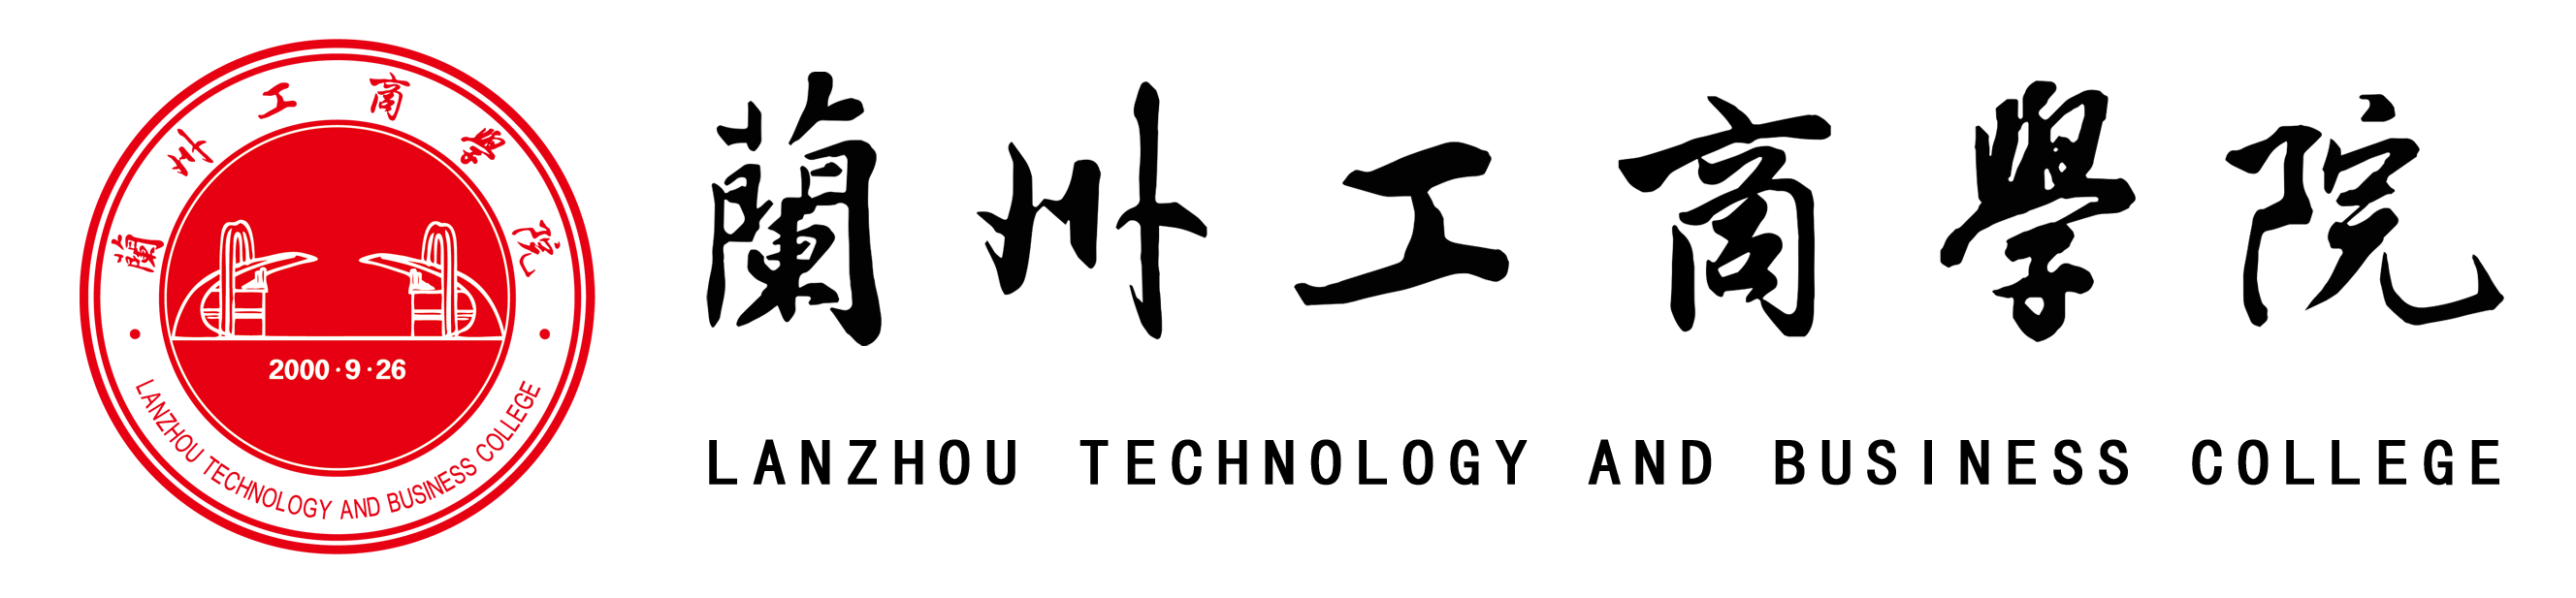 蘭州工商學院
2000·9·26
LANZHOU TECHNOLOGY AND BUSINESS COLLEGE
蘭州工商學院
LANZHOU TECHNOLOGY AND BUSINESS COLLEGE